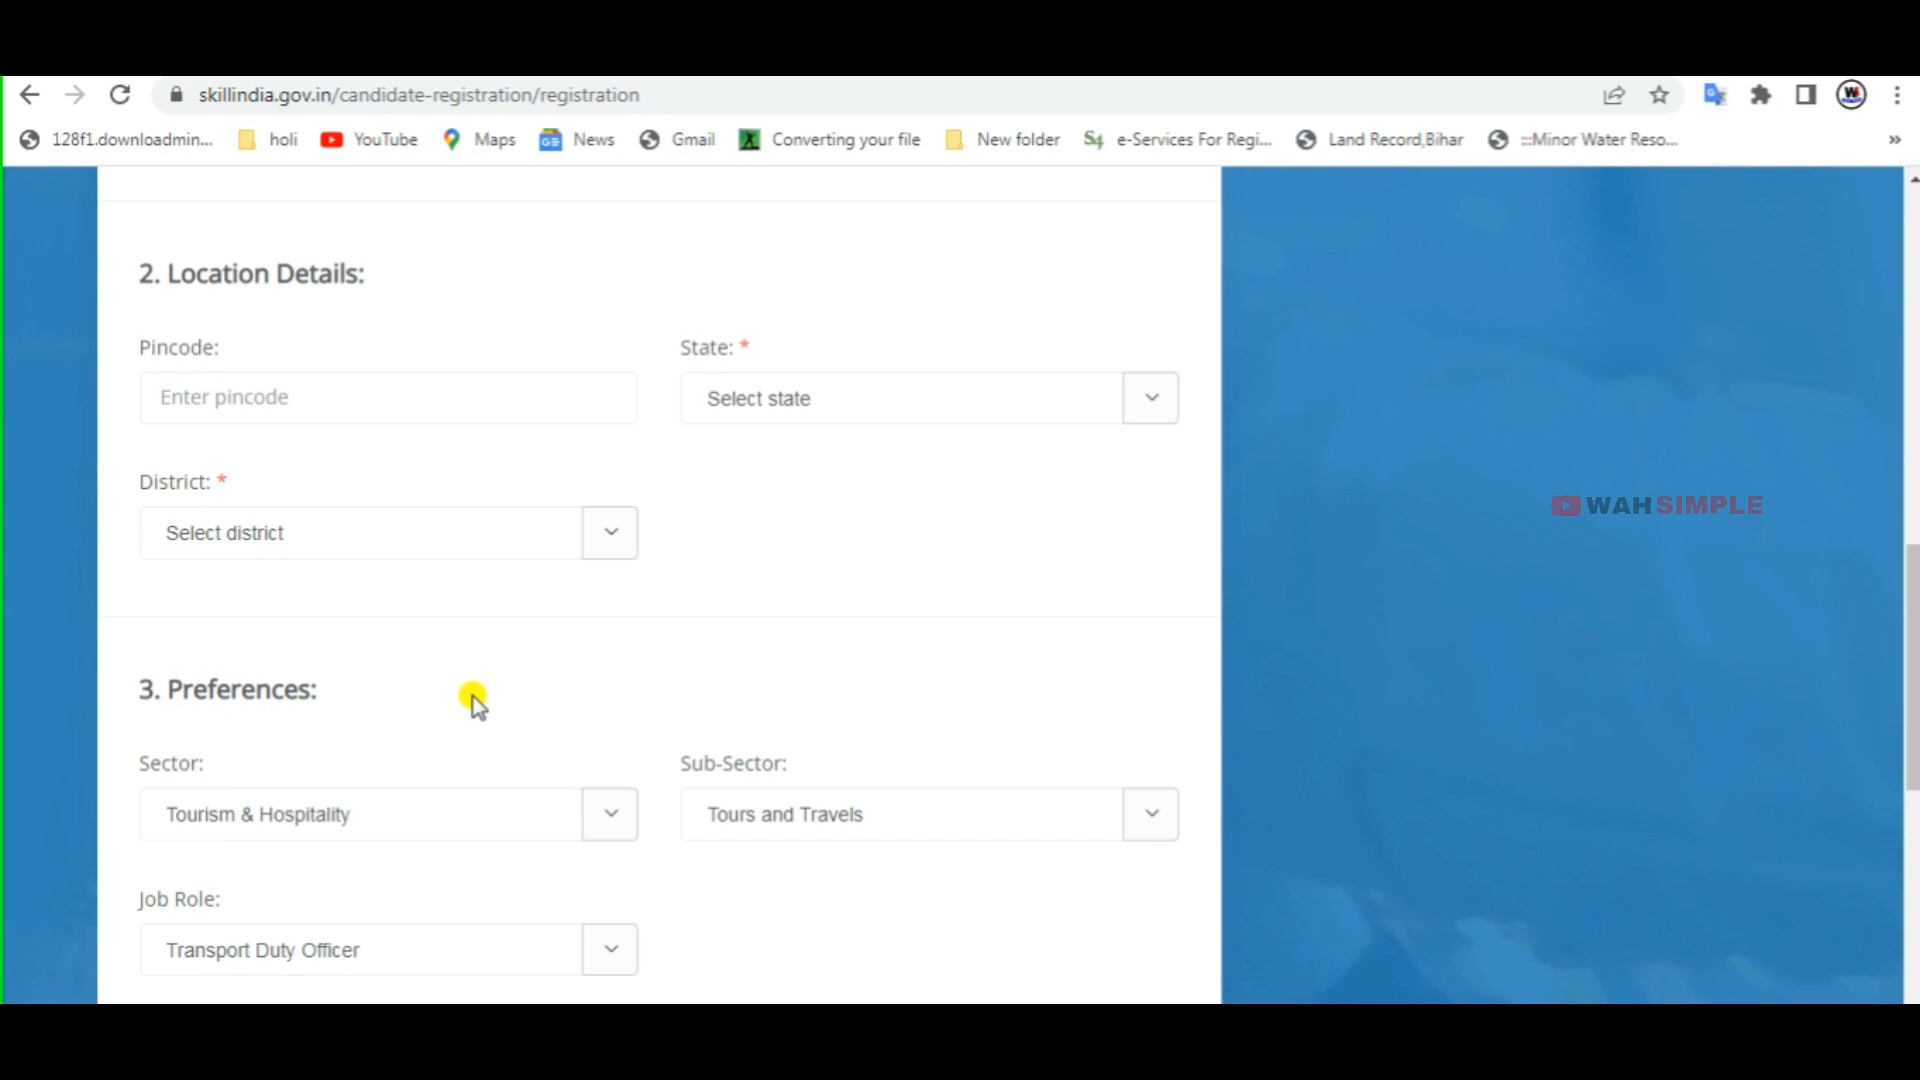 skillindia.gov.in/candidate-registration/registration
128f1.downloadmin... holi YouTube Maps News Gmail Converting your file New folder S4 e-Services For Regi... Land Record,Bihar :::Minor Water Reso... »
2. Location Details:
Pincode: State: *
Enter pincode Select state
District: *
Select district
WAHSIMPLE
3. Preferences:
Sector: Sub-Sector:
Tourism & Hospitality Tours and Travels
Job Role:
Transport Duty Officer